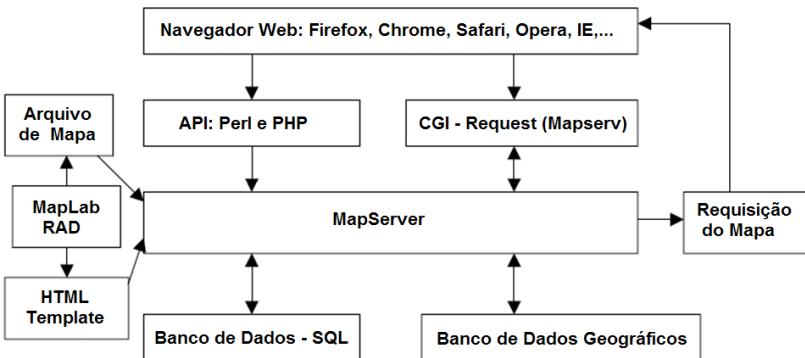 Navegador Web: Firefox, Chrome, Safari, Opera, IE,...
Arquivo
de Mapa
API: Perl e PHP
CGI - Request (Mapserv)
MapLab
RAD
MapServer
Requisição
do Mapa
HTML
Template
Banco de Dados - SQL
Banco de Dados Geográficos